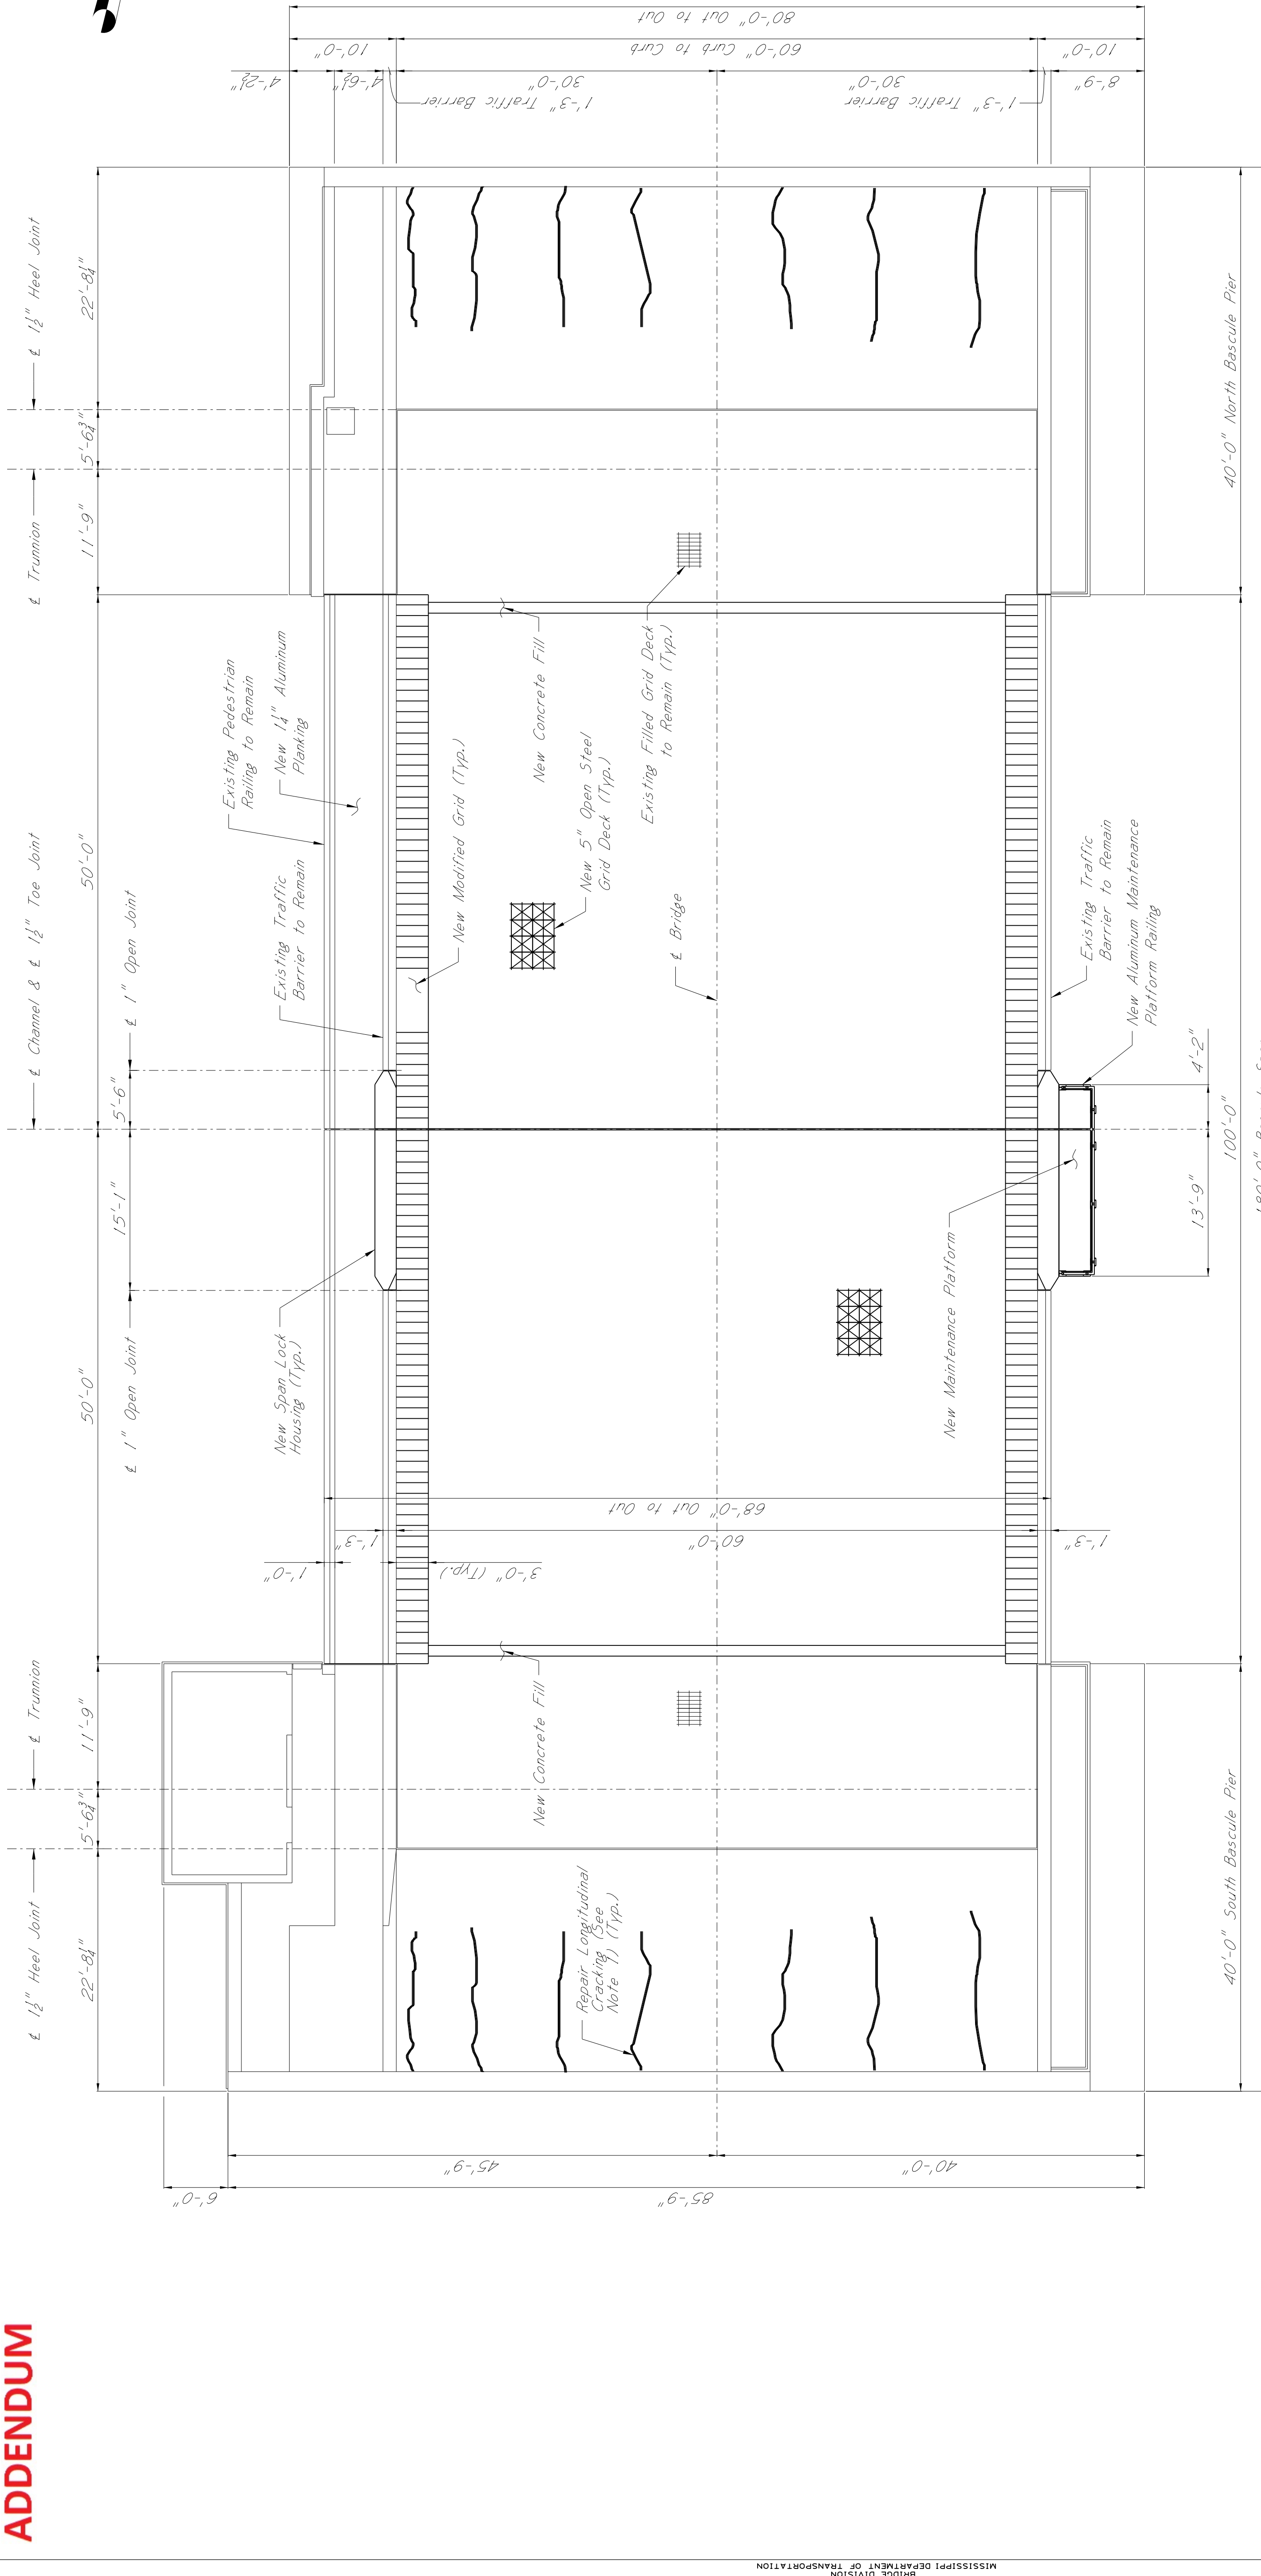 ADDENDUM
℄ 1½" Heel Joint
℄ Trunnion
℄ Channel & ℄ 1½" Toe Joint
℄ Trunnion
℄ 1½" Heel Joint
22'-8¼"
5'-6¾"
11'-9"
50'-0"
50'-0"
11'-9"
5'-6¾"
22'-8¼"
℄ 1" Open Joint
15'-1"
5'-6"
℄ 1" Open Joint
6'-0"
85'-9"
45'-9"
40'-0"
New Span Lock
Housing (Typ.)
Existing Traffic
Barrier to Remain
Existing Pedestrian
Railing to Remain
New 1¼" Aluminum
Planking
1'-0"
1'-3"
3'-0" (Typ.)
60'-0"
68'-0" Out to Out
1'-3"
New Modified Grid (Typ.)
New Concrete Fill
New Concrete Fill
New 5" Open Steel
Grid Deck (Typ.)
Existing Filled Grid Deck
to Remain (Typ.)
Repair Longitudinal
Cracking (See
Note 1) (Typ.)
℄ Bridge
New Maintenance Platform
Existing Traffic
Barrier to Remain
New Aluminum Maintenance
Platform Railing
4'-2½"
4'-6½"
1'-3" Traffic Barrier
30'-0"
30'-0"
1'-3" Traffic Barrier
8'-9"
10'-0"
60'-0" Curb to Curb
10'-0"
80'-0" Out to Out
13'-9"
4'-2"
40'-0" South Bascule Pier
100'-0"
40'-0" North Bascule Pier
MISSISSIPPI DEPARTMENT OF TRANSPORTATION
BRIDGE DIVISION